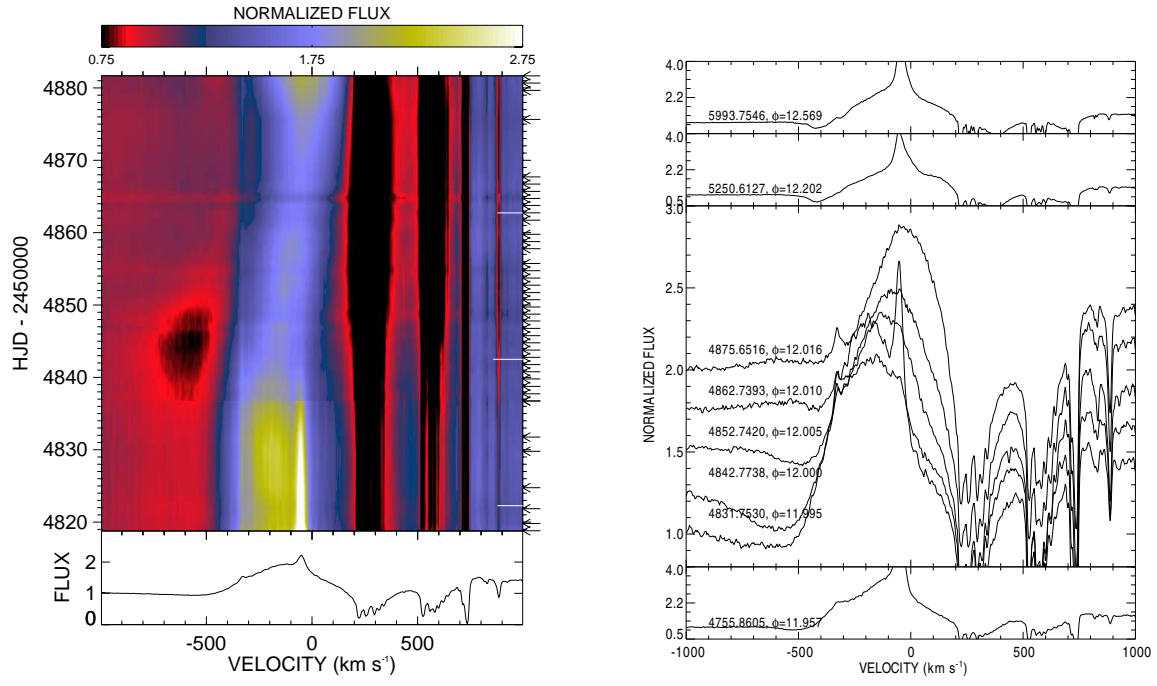 NORMALIZED FLUX
0.75 1.75 2.75
HJD - 2450000
4880
4870
4860
4850
4840
4830
4820
FLUX
2
1
0
-500 0 500
VELOCITY (km s-1)
4.0
2.2
5993.7546, ϕ=12.569
4.0
2.2
0.5
5250.6127, ϕ=12.202
3.0
2.5
2.0
1.5
1.0
NORMALIZED FLUX
4875.6516, ϕ=12.016
4862.7393, ϕ=12.010
4852.7420, ϕ=12.005
4842.7738, ϕ=12.000
4831.7530, ϕ=11.995
4.0
2.2
0.5
4755.8605, ϕ=11.957
-1000 -500 0 500 1000
VELOCITY (km s-1)